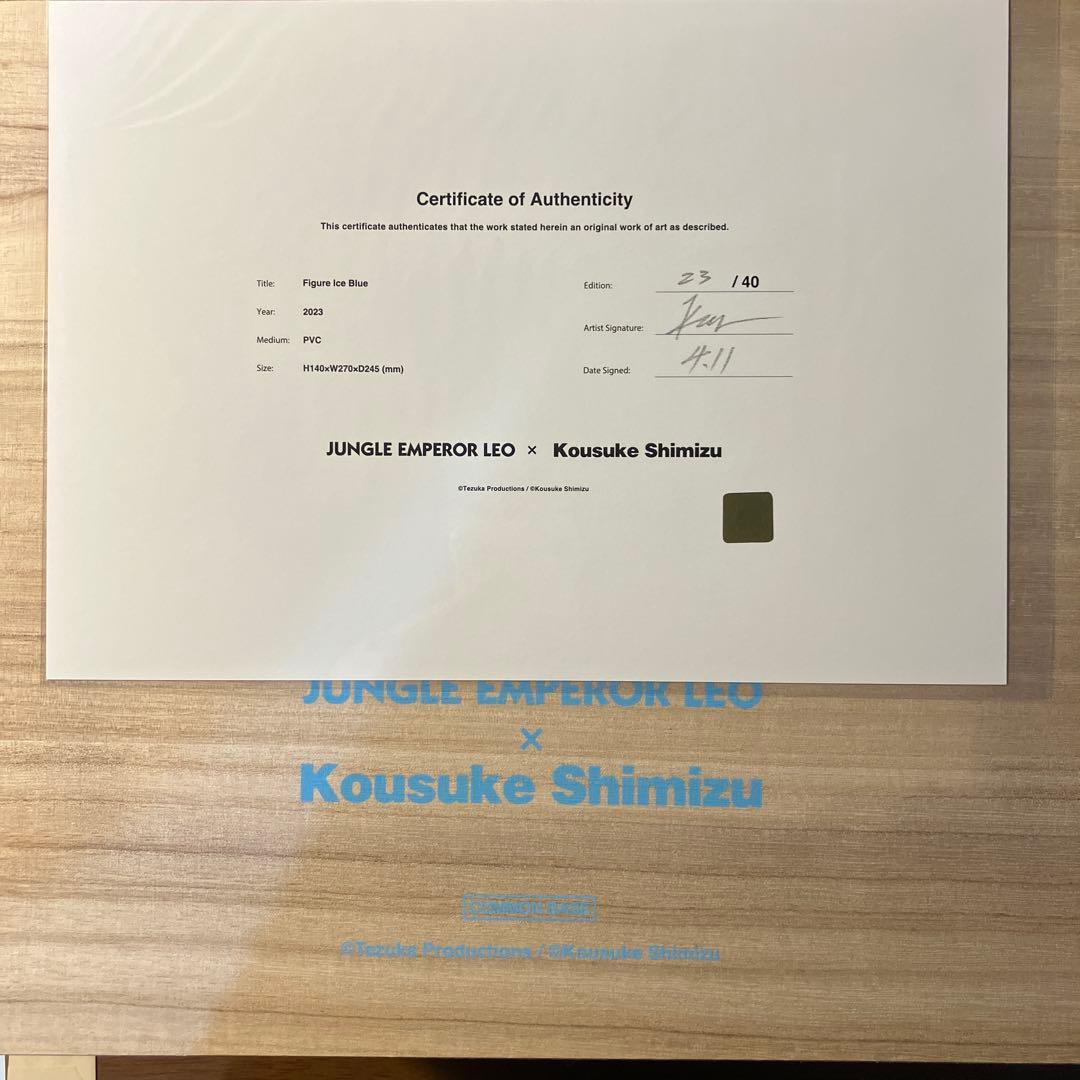 Certificate of Authenticity
This certificate authenticates that the work stated herein an original work of art as described.
Title: Figure Ice Blue
Year: 2023
Medium: PVC
Size: H140×W270×D245 (mm)
Edition: 23 / 40
Artist Signature:
Date Signed: 4.11
JUNGLE EMPEROR LEO × Kousuke Shimizu
©Tezuka Productions / ©Kousuke Shimizu
JUNGLE EMPEROR LEO
×
Kousuke Shimizu
COMMON BASE
©Tezuka Productions / ©Kousuke Shimizu